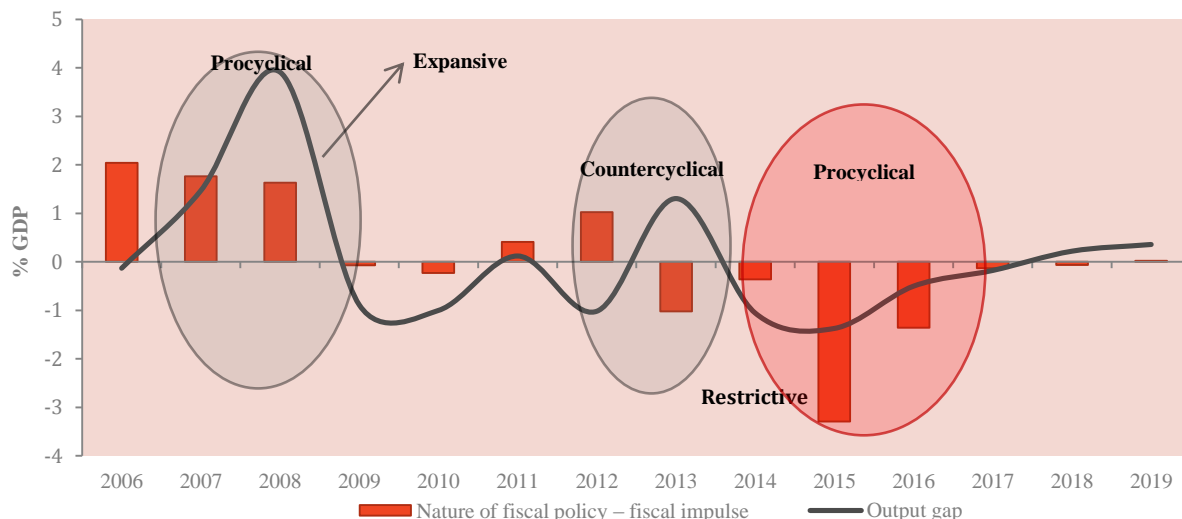 5
4
3
2
1
0
-1
-2
-3
-4
% GDP
Procyclical
Expansive
Countercyclical
Procyclical
Restrictive
2006 2007 2008 2009 2010 2011 2012 2013 2014 2015 2016 2017 2018 2019
Nature of fiscal policy – fiscal impulse Output gap